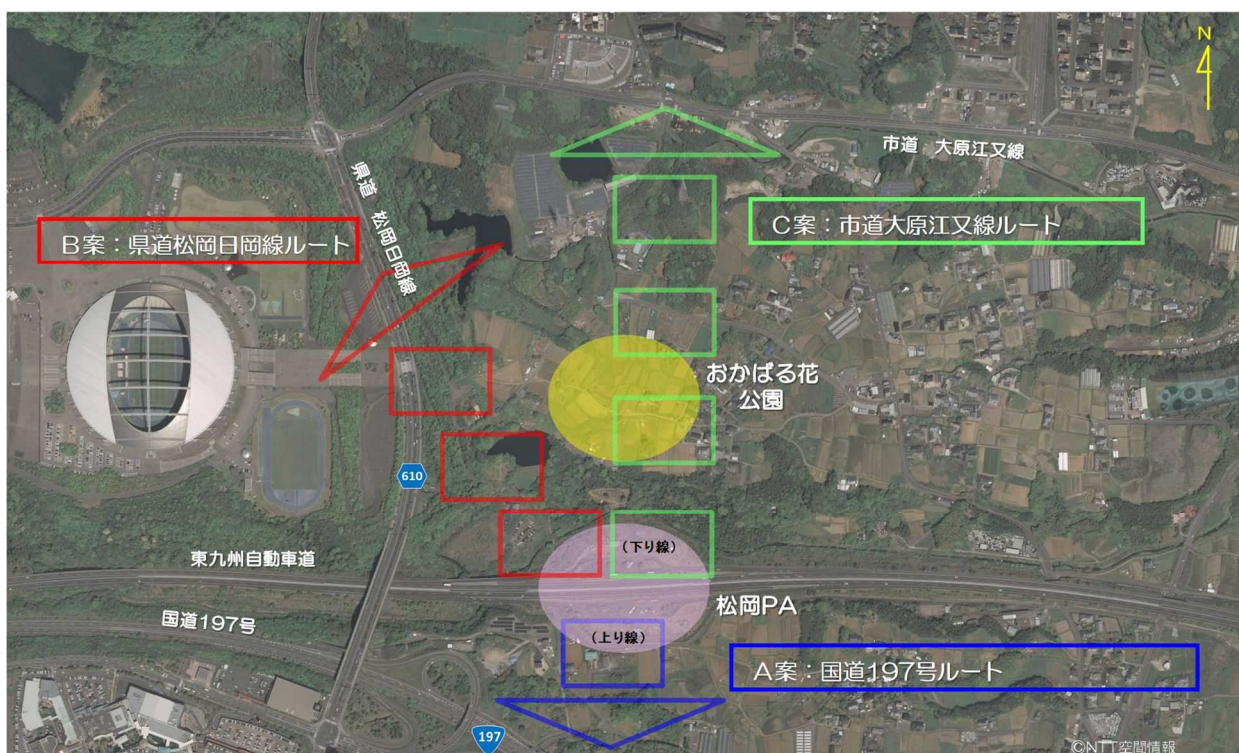 N
市道 大原江又線
県道 松岡日岡線
B案：県道松岡日岡線ルート
C案：市道大原江又線ルート
おかばる花
公園
610
東九州自動車道
（下り線）
松岡PA
国道197号
（上り線）
A案：国道197号ルート
197
©NTT空間情報